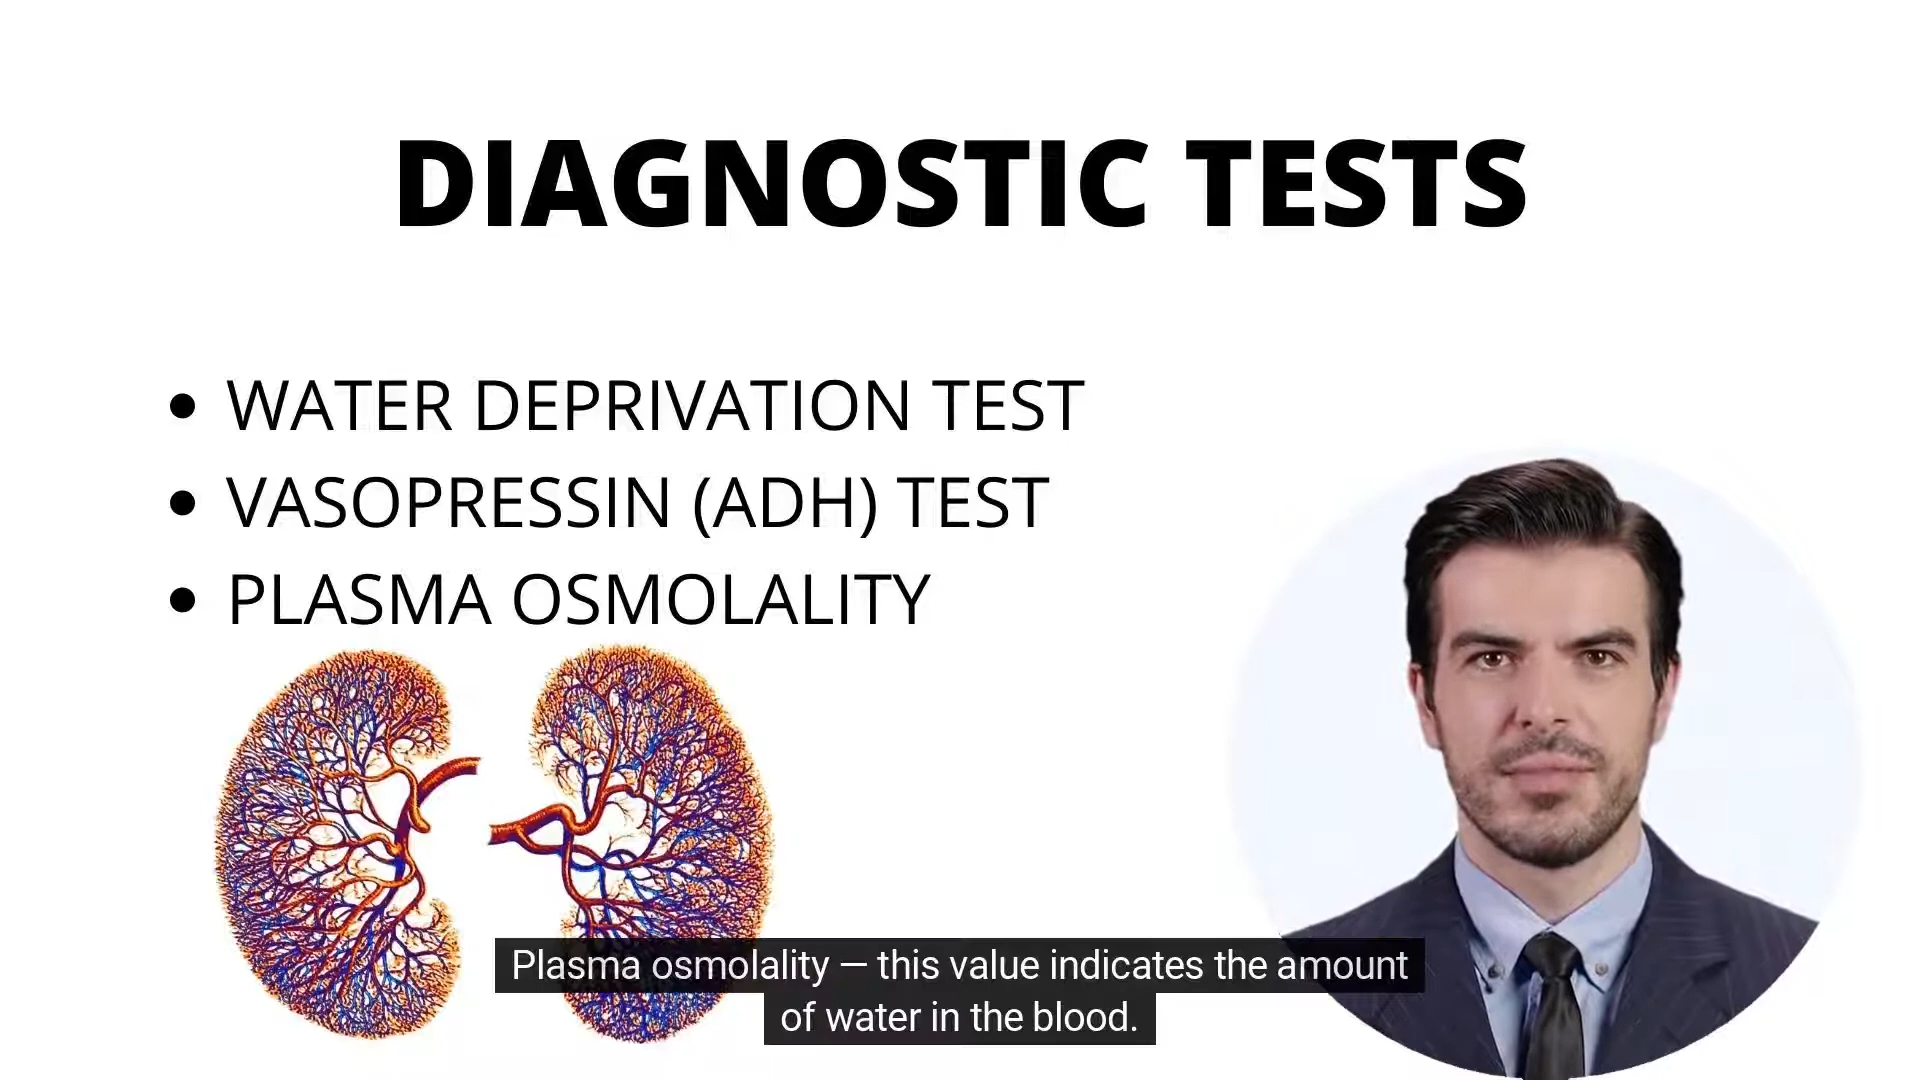 DIAGNOSTIC TESTS
• WATER DEPRIVATION TEST
• VASOPRESSIN (ADH) TEST
• PLASMA OSMOLALITY
Plasma osmolality — this value indicates the amount
of water in the blood.